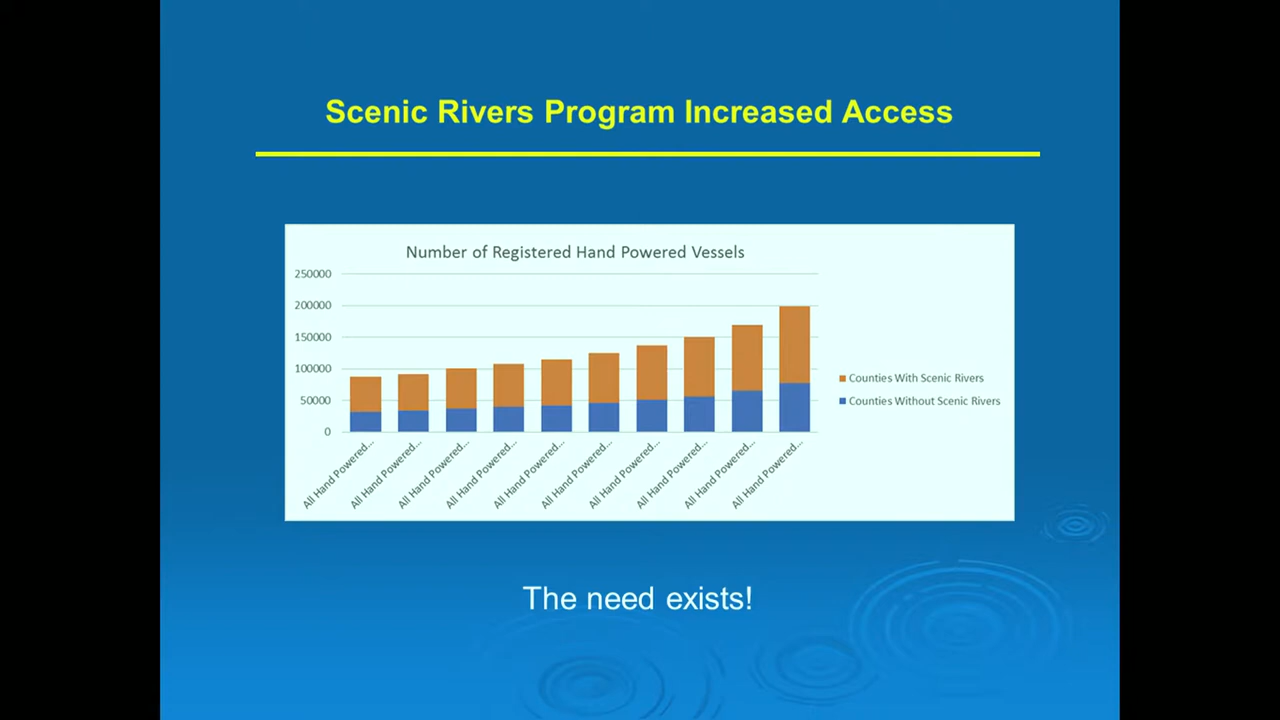 Scenic Rivers Program Increased Access
Number of Registered Hand Powered Vessels
250000
200000
150000
100000
50000
0
All Hand Powered...
All Hand Powered...
All Hand Powered...
All Hand Powered...
All Hand Powered...
All Hand Powered...
All Hand Powered...
All Hand Powered...
All Hand Powered...
All Hand Powered...
Counties With Scenic Rivers
Counties Without Scenic Rivers
The need exists!